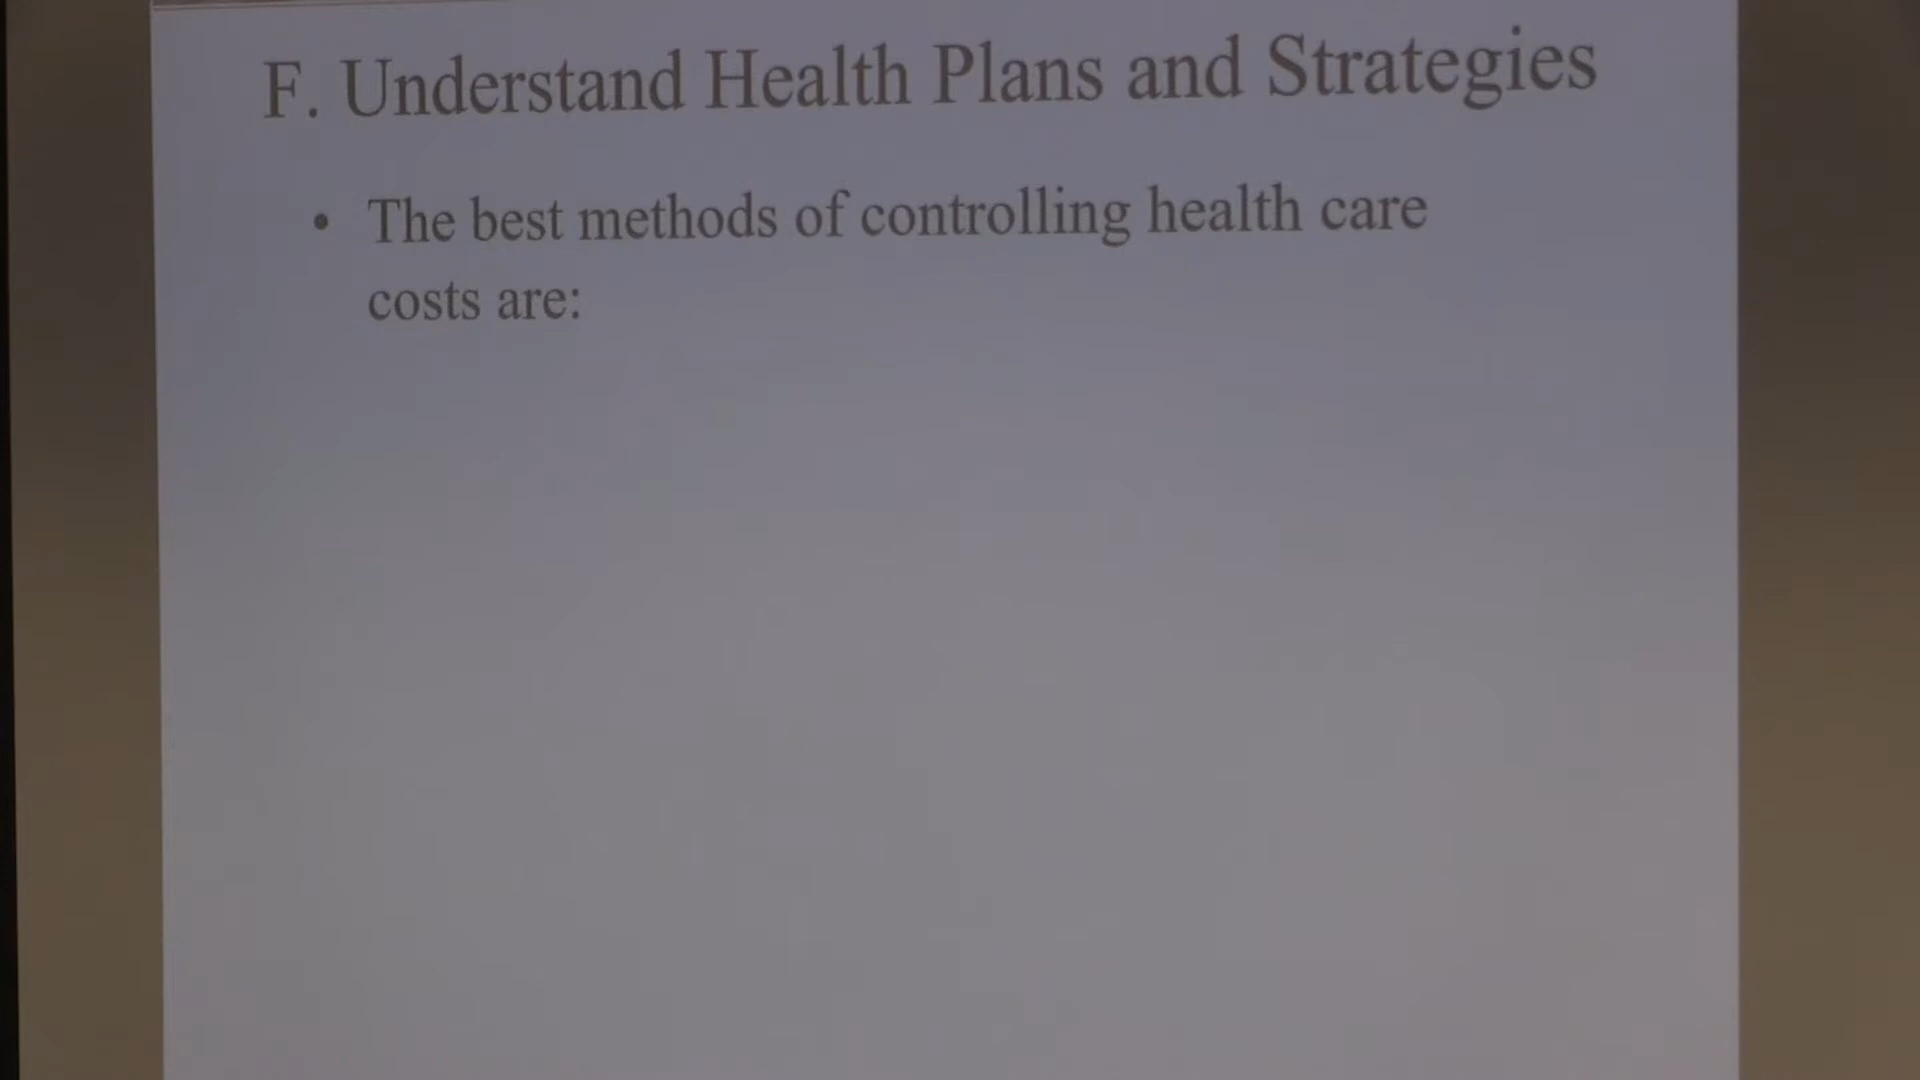 F. Understand Health Plans and Strategies
• The best methods of controlling health care
costs are: